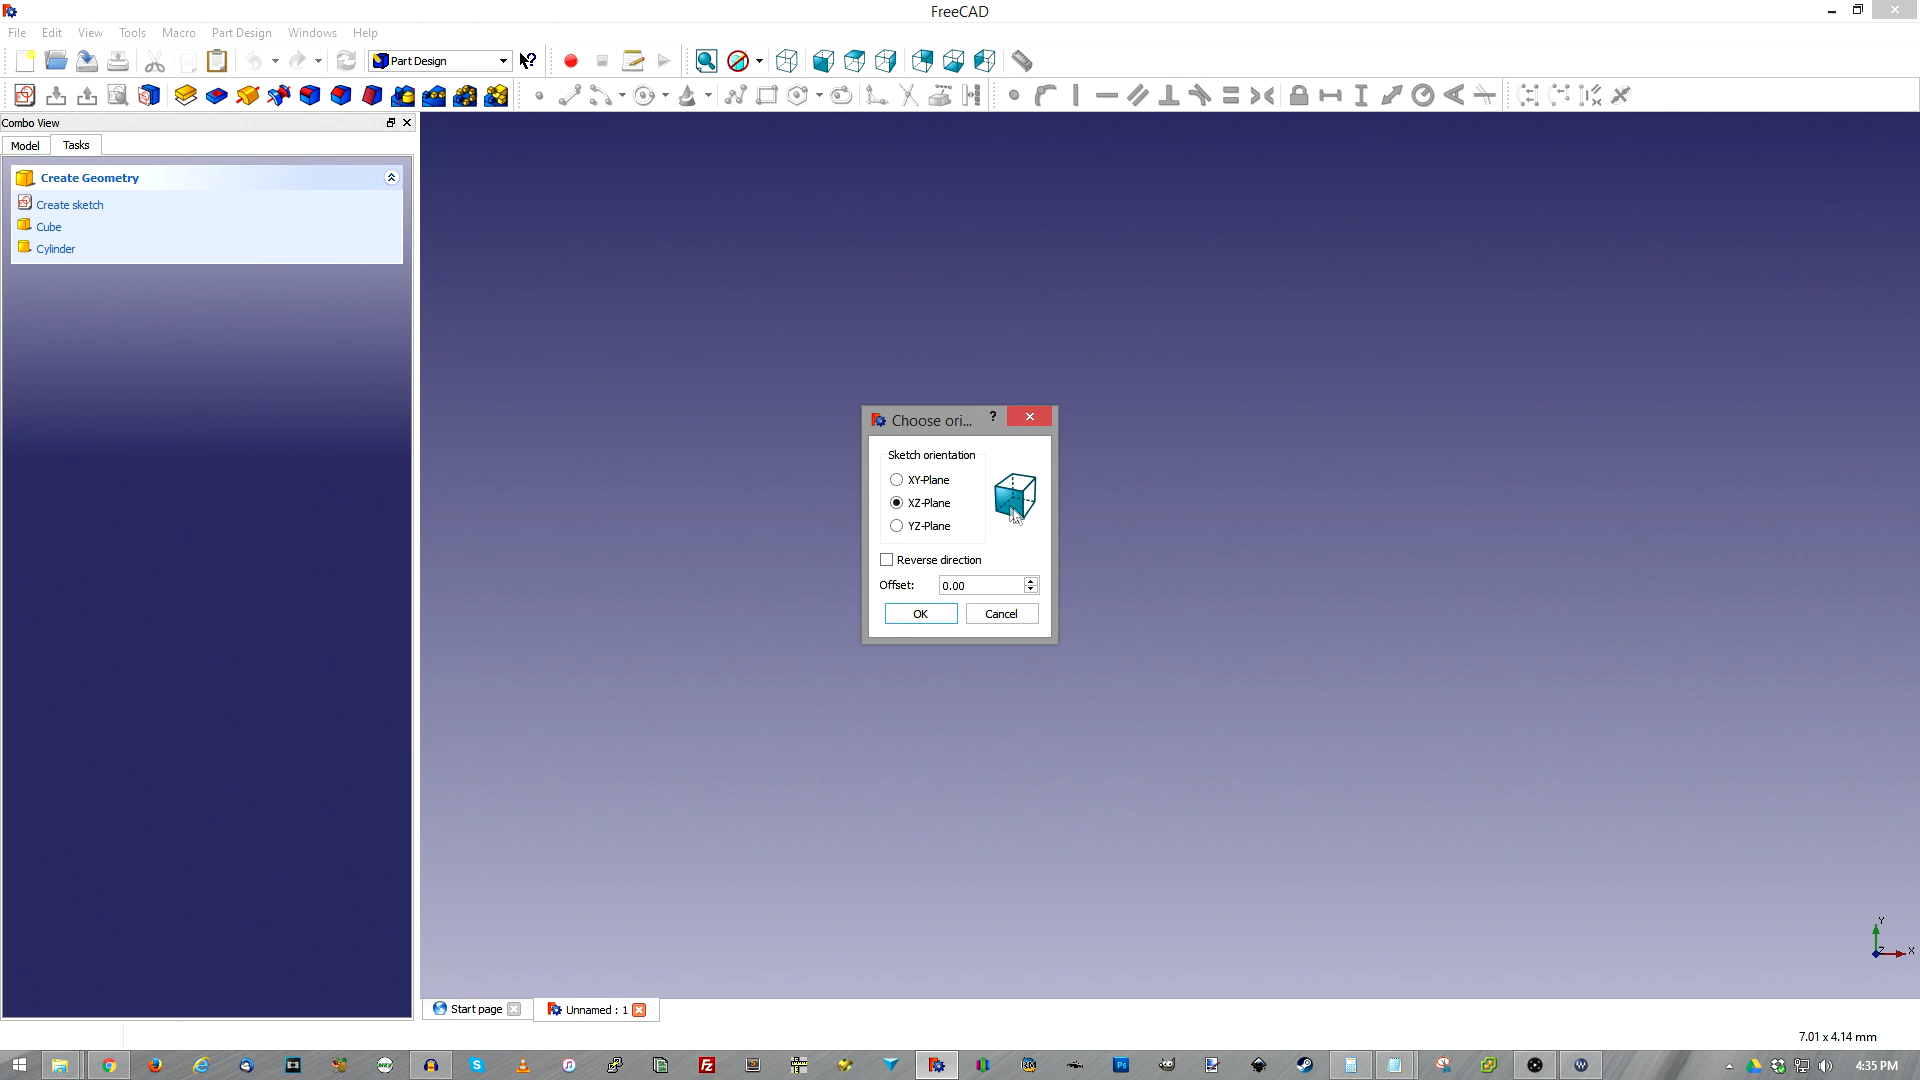 FreeCAD
File Edit View Tools Macro Part Design Windows Help
Part Design
Combo View
Model Tasks
Create Geometry
Create sketch
Cube
Cylinder
Choose ori... ?
Sketch orientation
XY-Plane
XZ-Plane
YZ-Plane
Reverse direction
Offset: 0.00
OK Cancel
Y
Z X
Start page Unnamed : 1
7.01 x 4.14 mm
4:35 PM